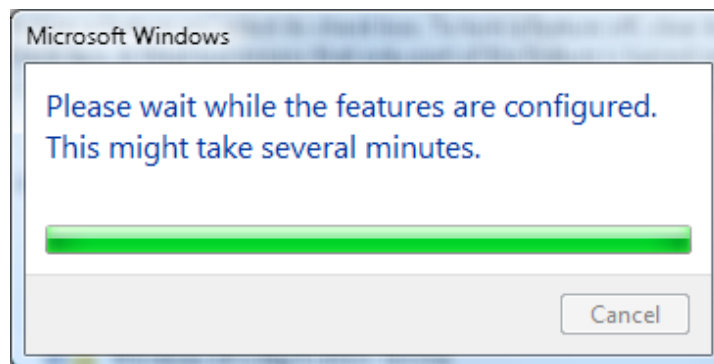 Microsoft Windows
Please wait while the features are configured.
This might take several minutes.
Cancel